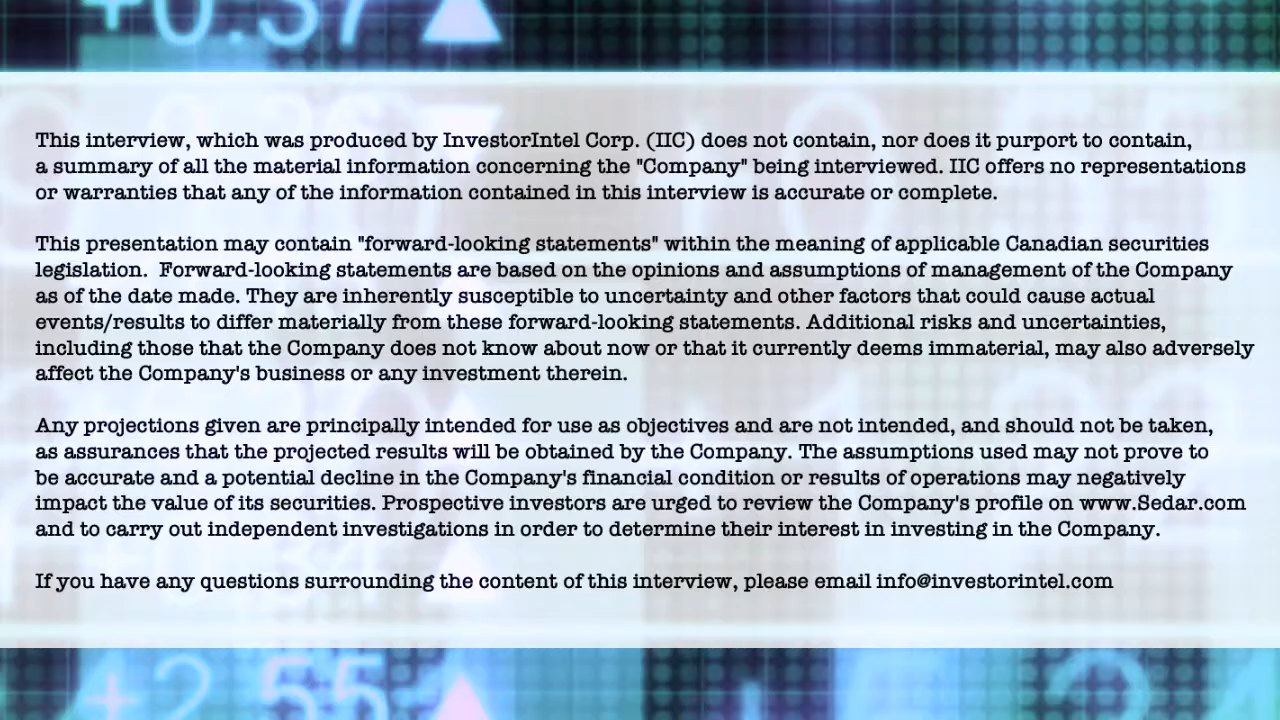 +0.37
This interview, which was produced by InvestorIntel Corp. (IIC) does not contain, nor does it purport to contain,
a summary of all the material information concerning the "Company" being interviewed. IIC offers no representations
or warranties that any of the information contained in this interview is accurate or complete.
This presentation may contain "forward-looking statements" within the meaning of applicable Canadian securities
legislation.  Forward-looking statements are based on the opinions and assumptions of management of the Company
as of the date made. They are inherently susceptible to uncertainty and other factors that could cause actual
events/results to differ materially from these forward-looking statements. Additional risks and uncertainties,
including those that the Company does not know about now or that it currently deems immaterial, may also adversely
affect the Company's business or any investment therein.
Any projections given are principally intended for use as objectives and are not intended, and should not be taken,
as assurances that the projected results will be obtained by the Company. The assumptions used may not prove to
be accurate and a potential decline in the Company's financial condition or results of operations may negatively
impact the value of its securities. Prospective investors are urged to review the Company's profile on www.Sedar.com
and to carry out independent investigations in order to determine their interest in investing in the Company.
If you have any questions surrounding the content of this interview, please email info@investorintel.com
+2.55